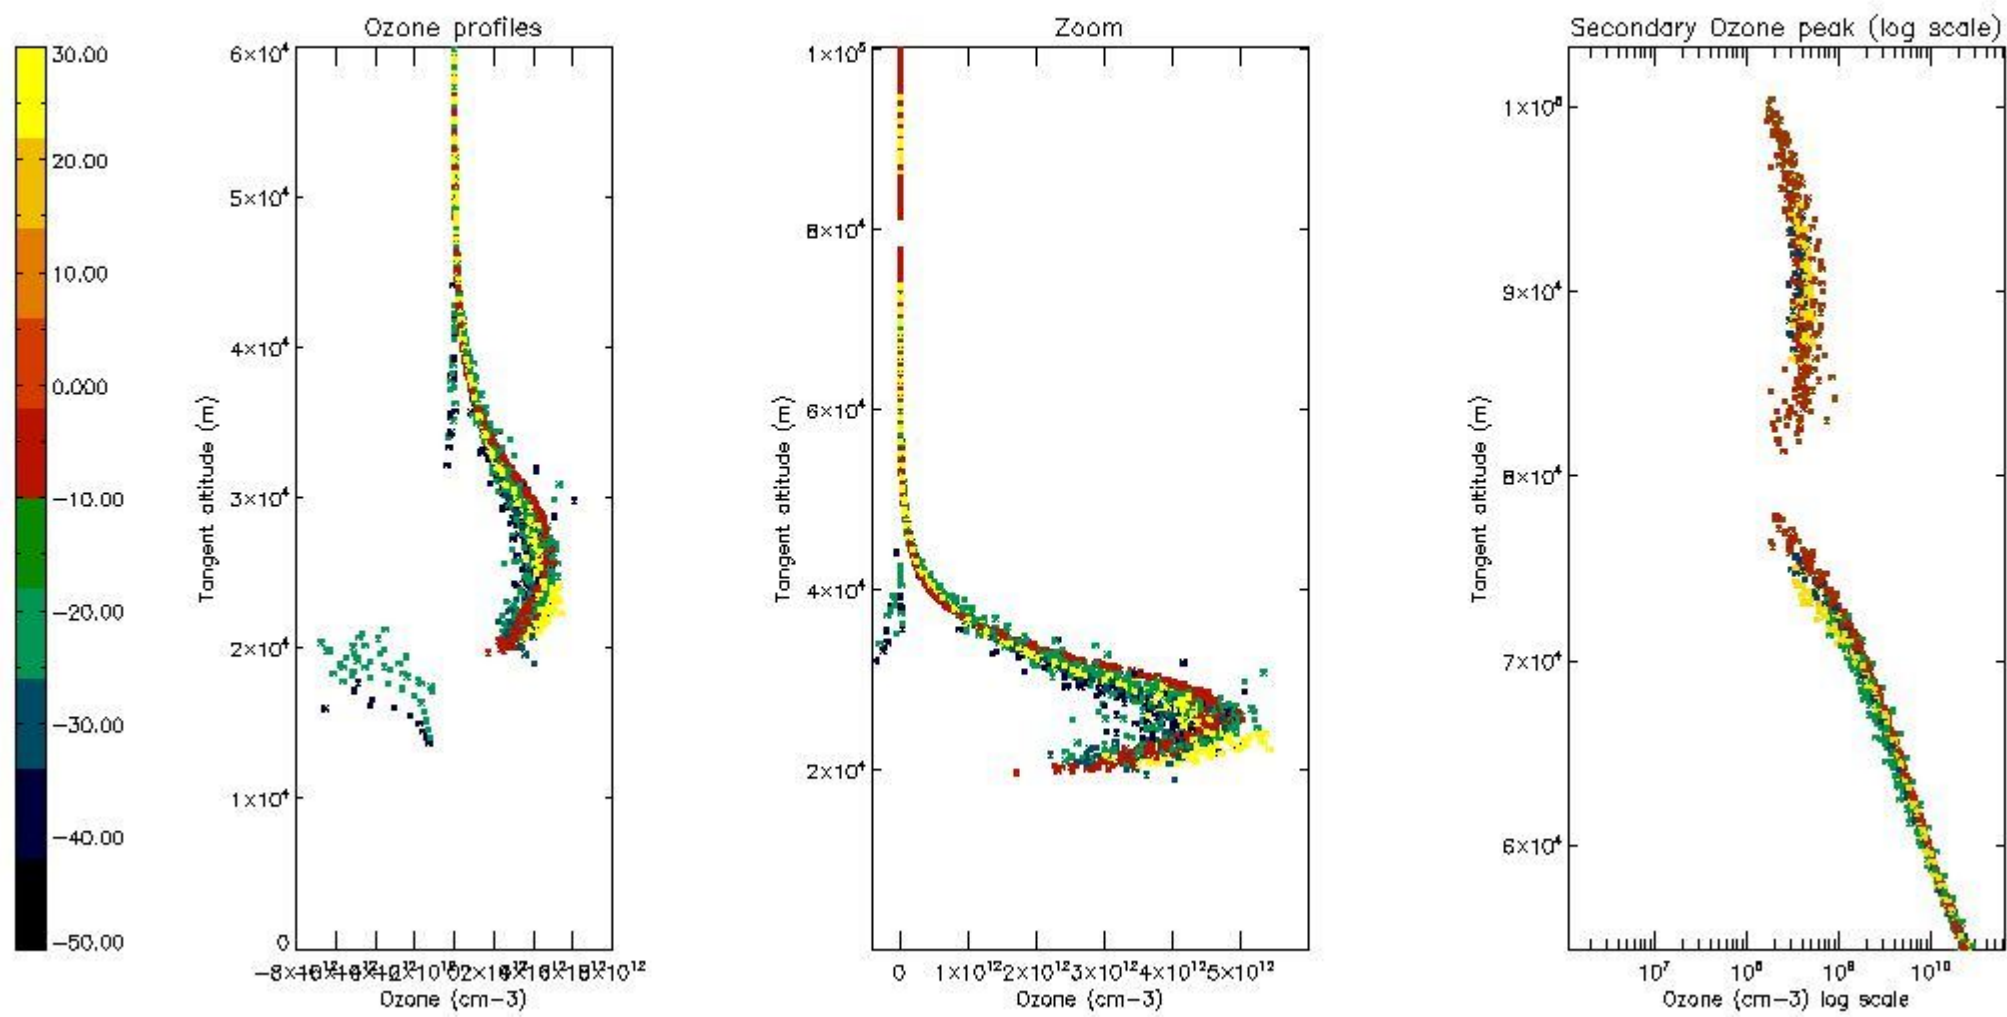 Ozone profiles
Zoom
Secondary Ozone peak (log scale)
30.00
20.00
10.00
0.000
−10.00
−20.00
−30.00
−40.00
−50.00
6×10⁴
5×10⁴
4×10⁴
3×10⁴
2×10⁴
1×10⁴
0
Tangent altitude (m)
Ozone (cm−3)
1×10⁵
8×10⁴
6×10⁴
4×10⁴
2×10⁴
Tangent altitude (m)
0 1×10¹² 2×10¹² 3×10¹² 4×10¹² 5×10¹²
Ozone (cm−3)
1×10⁵
9×10⁴
8×10⁴
7×10⁴
6×10⁴
Tangent altitude (m)
10⁷ 10⁸ 10⁹ 10¹⁰
Ozone (cm−3) log scale